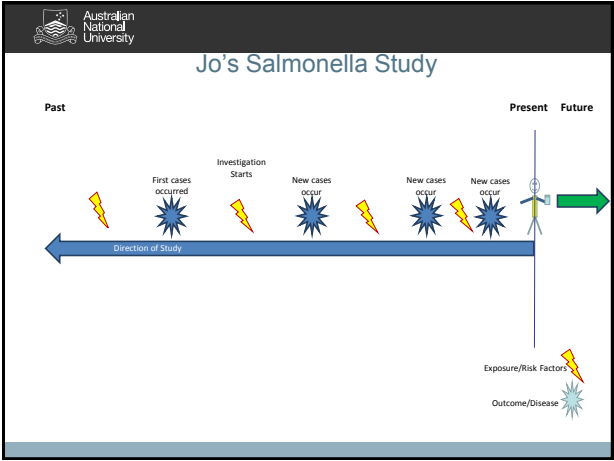 Australian
National
University
Jo's Salmonella Study
Past
Present
Future
Investigation
Starts
First cases
occurred
New cases
occur
New cases
occur
New cases
occur
Direction of Study
Exposure/Risk Factors
Outcome/Disease